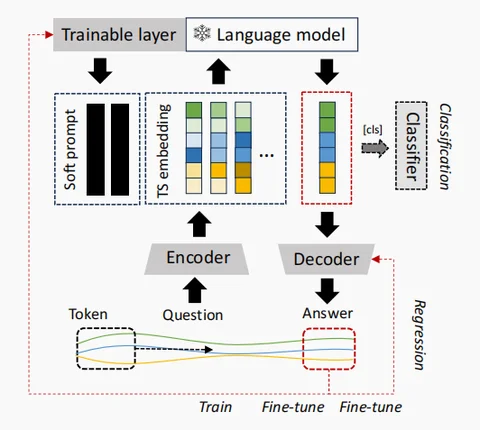 Trainable layer
Language model
Soft prompt
TS embedding
...
[cls]
Classifier
Classification
Encoder
Decoder
Token
Question
Answer
Regression
Train
Fine-tune
Fine-tune